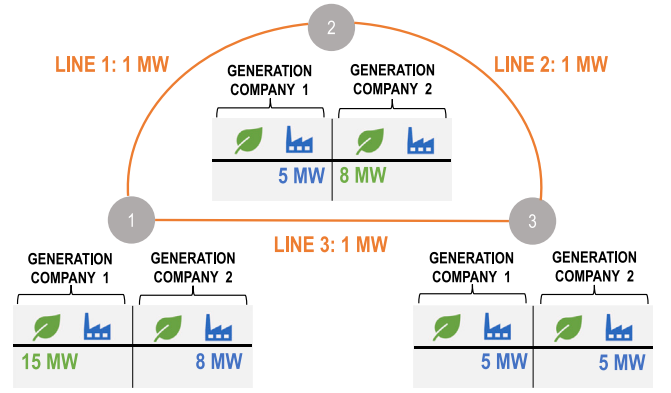 2
LINE 1: 1 MW
LINE 2: 1 MW
GENERATION COMPANY 1
GENERATION COMPANY 2
5 MW
8 MW
1
3
LINE 3: 1 MW
GENERATION COMPANY 1
GENERATION COMPANY 2
15 MW
8 MW
GENERATION COMPANY 1
GENERATION COMPANY 2
5 MW
5 MW